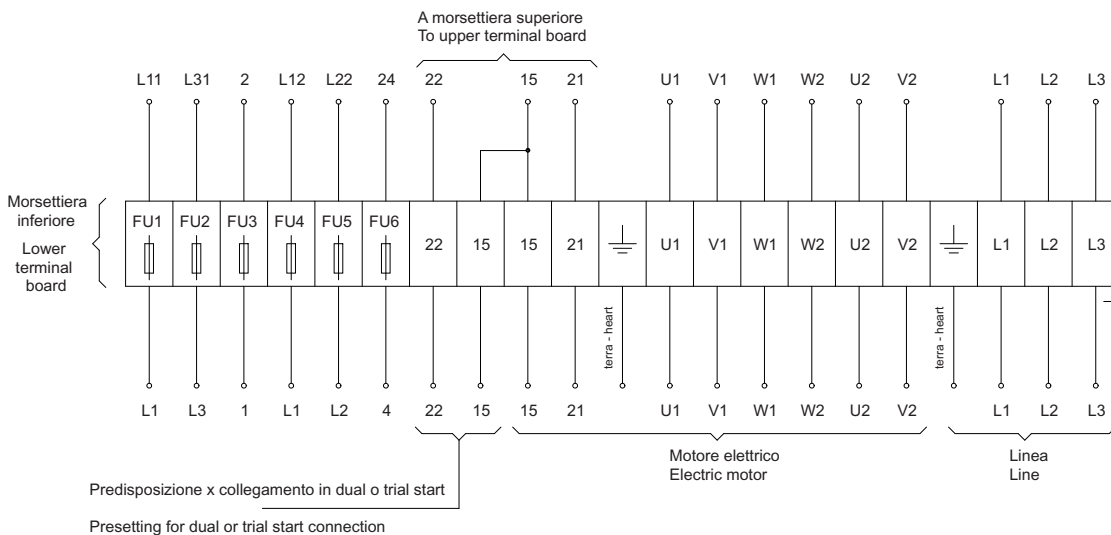 A morsettiera superiore
To upper terminal board
L11 L31 2 L12 L22 24 22 15 21 U1 V1 W1 W2 U2 V2 L1 L2 L3
Morsettiera
inferiore
Lower
terminal
board
FU1 FU2 FU3 FU4 FU5 FU6
22 15 15 21 U1 V1 W1 W2 U2 V2 L1 L2 L3
terra - heart
terra - heart
L1 L3 1 L1 L2 4 22 15 15 21 U1 V1 W1 W2 U2 V2 L1 L2 L3
Motore elettrico
Electric motor
Linea
Line
Predisposizione x collegamento in dual o trial start
Presetting for dual or trial start connection